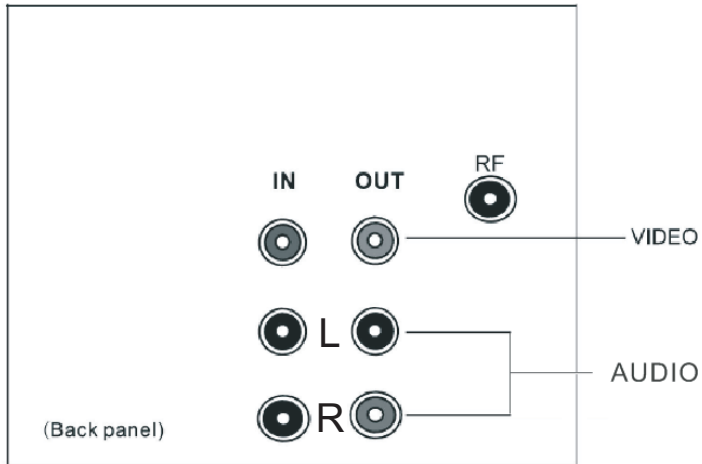 RF
IN OUT
VIDEO
L
AUDIO
R
(Back panel)